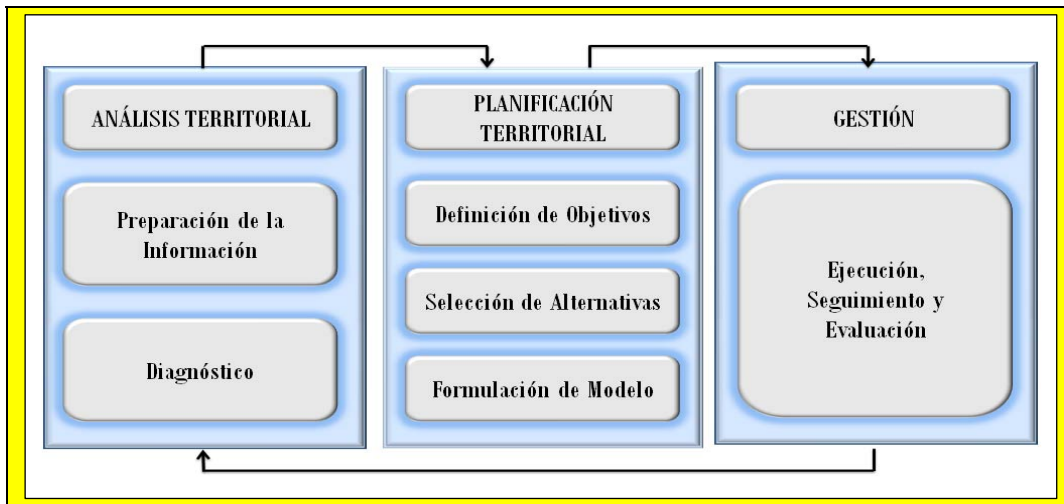 ANÁLISIS TERRITORIAL
Preparación de la
Información
Diagnóstico
PLANIFICACIÓN
TERRITORIAL
Definición de Objetivos
Selección de Alternativas
Formulación de Modelo
GESTIÓN
Ejecución,
Seguimiento y
Evaluación